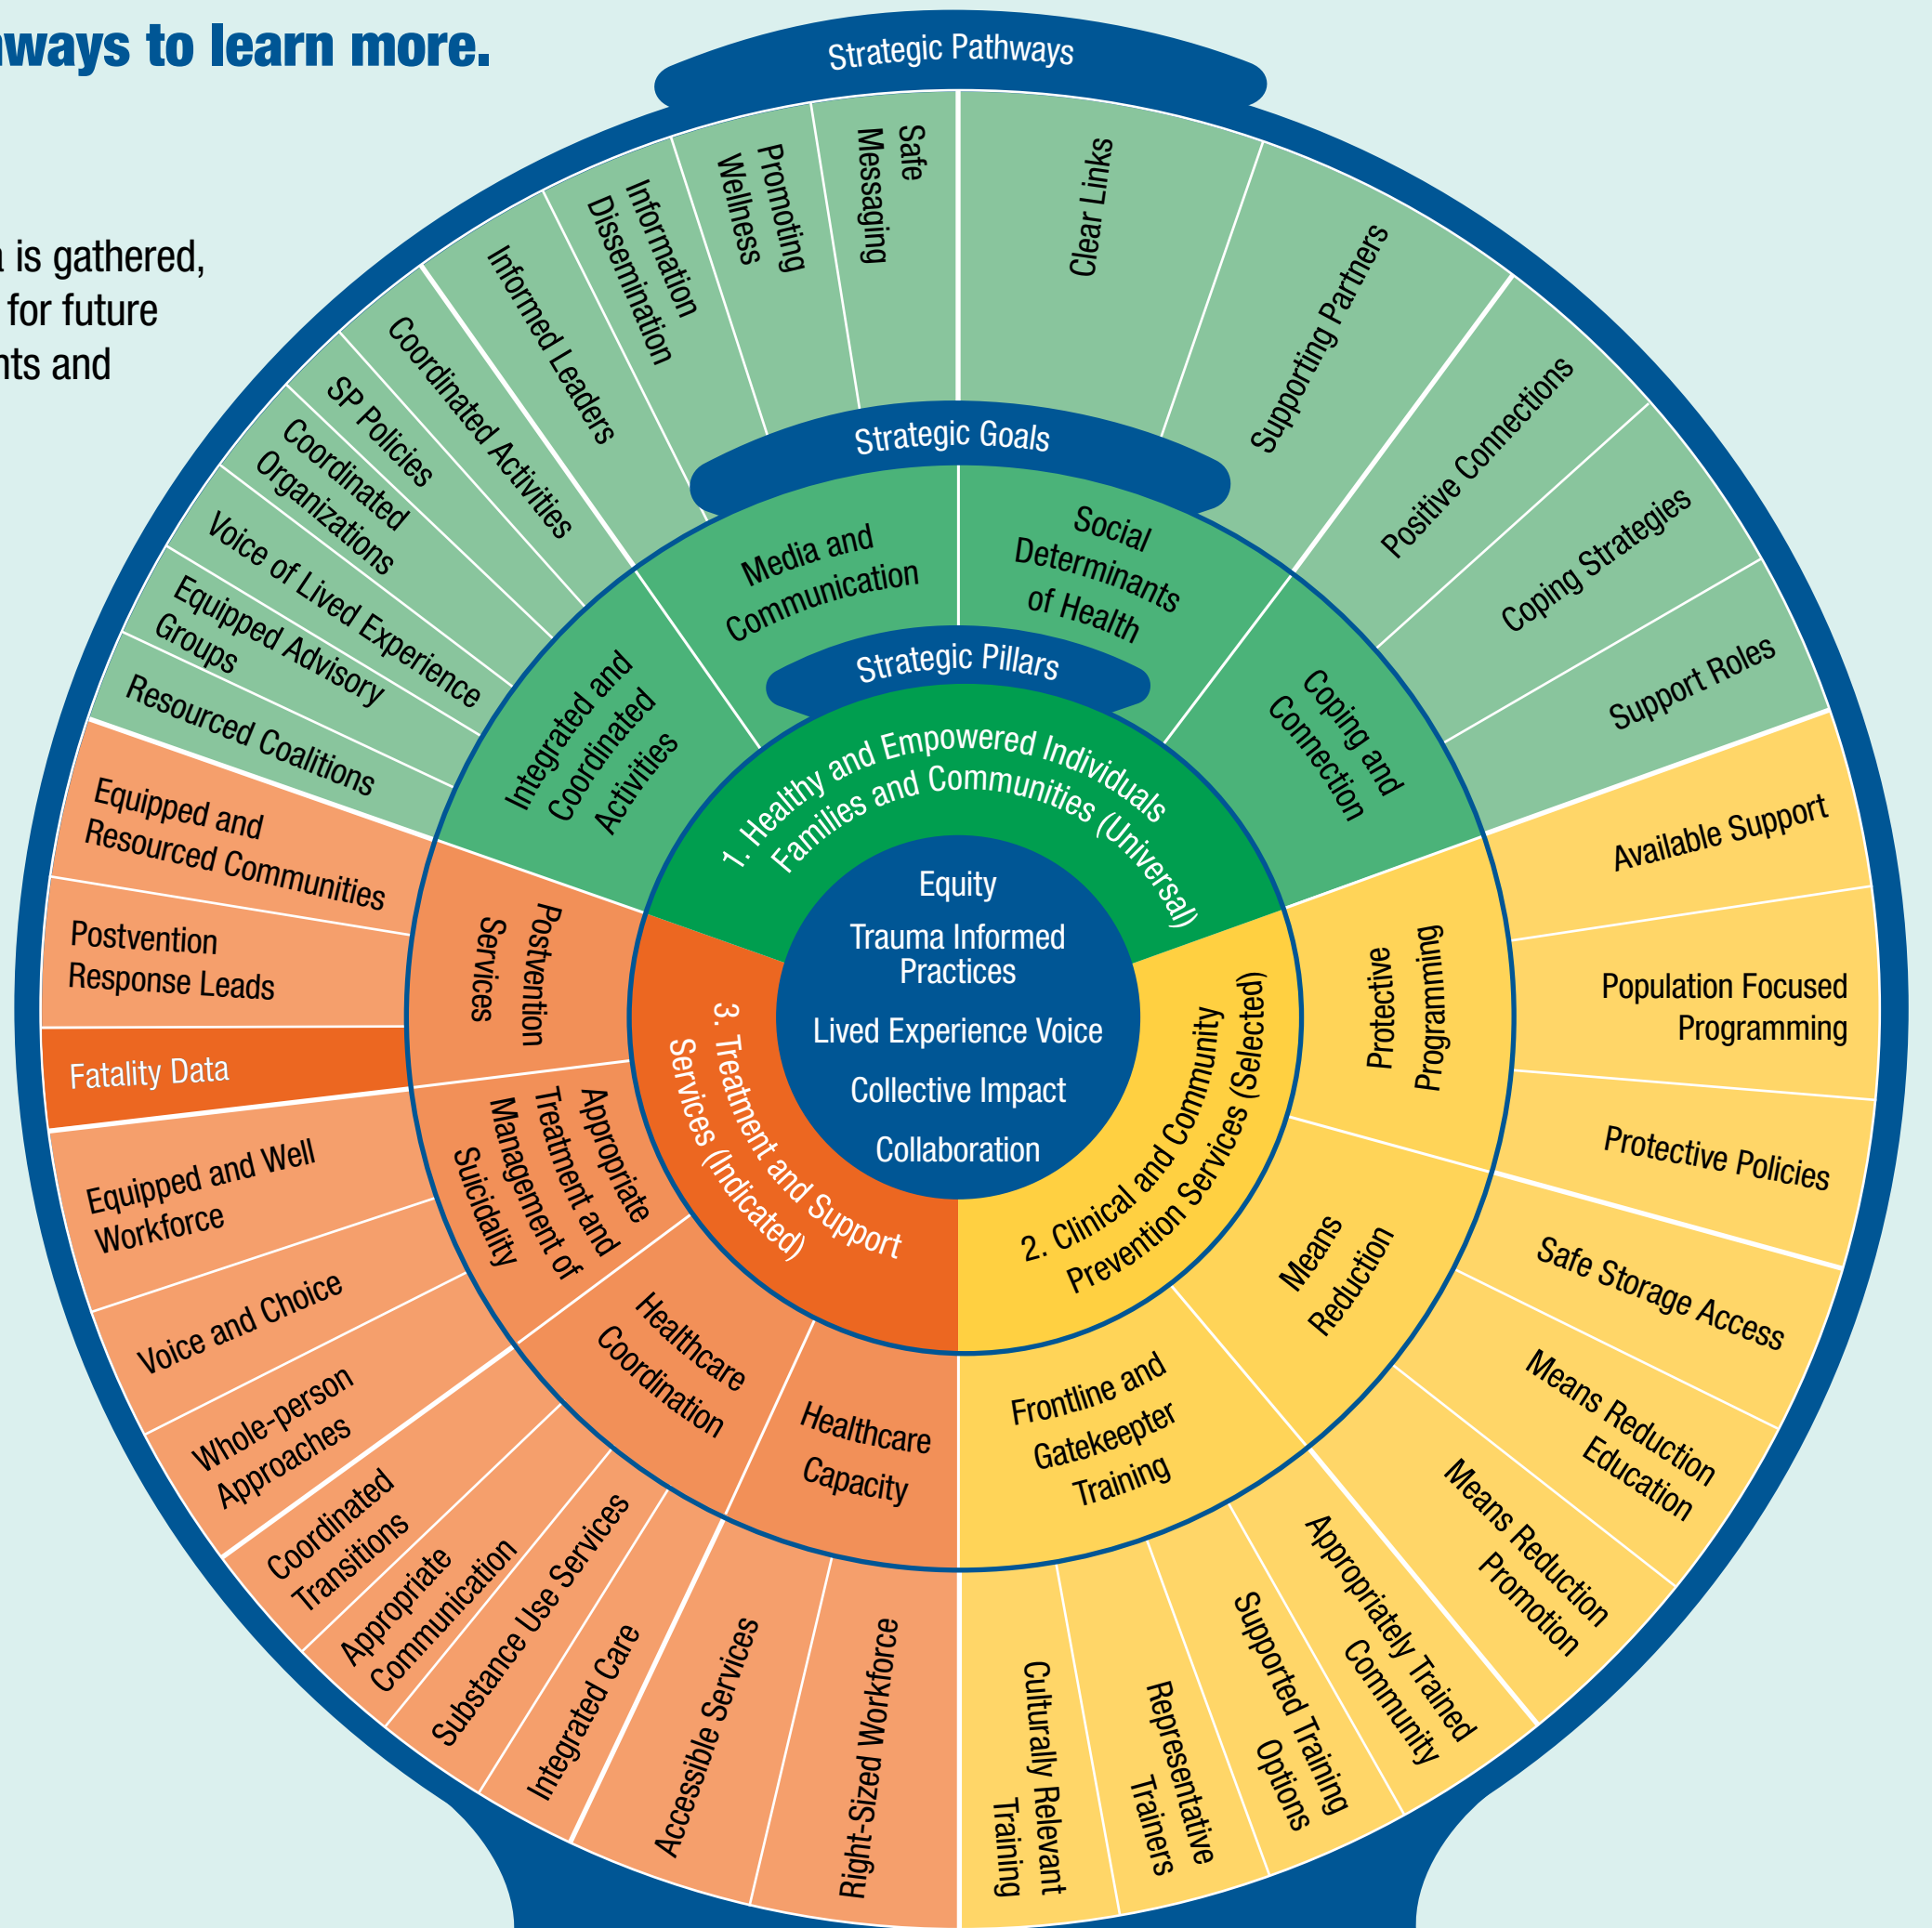 ways to learn more.
is gathered,
for future
nts and
Strategic Pathways
Safe
Messaging
Promoting
Wellness
Information
Dissemination
Informed Leaders
Coordinated Activities
SP Policies
Coordinated
Organizations
Voice of Lived Experience
Equipped Advisory
Groups
Resourced Coalitions
Clear Links
Supporting Partners
Positive Connections
Coping Strategies
Support Roles
Available Support
Population Focused
Programming
Protective Policies
Safe Storage Access
Means Reduction
Education
Means Reduction
Promotion
Appropriately Trained
Community
Supported Training
Options
Representative
Trainers
Culturally Relevant
Training
Right-Sized Workforce
Accessible Services
Integrated Care
Substance Use Services
Appropriate
Communication
Coordinated
Transitions
Whole-person
Approaches
Voice and Choice
Equipped and Well
Workforce
Fatality Data
Postvention
Response Leads
Equipped and
Resourced Communities
Strategic Goals
Integrated and
Coordinated
Activities
Media and
Communication
Social
Determinants
of Health
Coping and
Connection
Protective
Programming
Means
Reduction
Frontline and
Gatekeeper
Training
Healthcare
Capacity
Healthcare
Coordination
Appropriate
Treatment and
Management of
Suicidality
Postvention
Services
Strategic Pillars
1. Healthy and Empowered Individuals
Families and Communities (Universal)
2. Clinical and Community
Prevention Services (Selected)
3. Treatment and Support
Services (Indicated)
Equity
Trauma Informed
Practices
Lived Experience Voice
Collective Impact
Collaboration